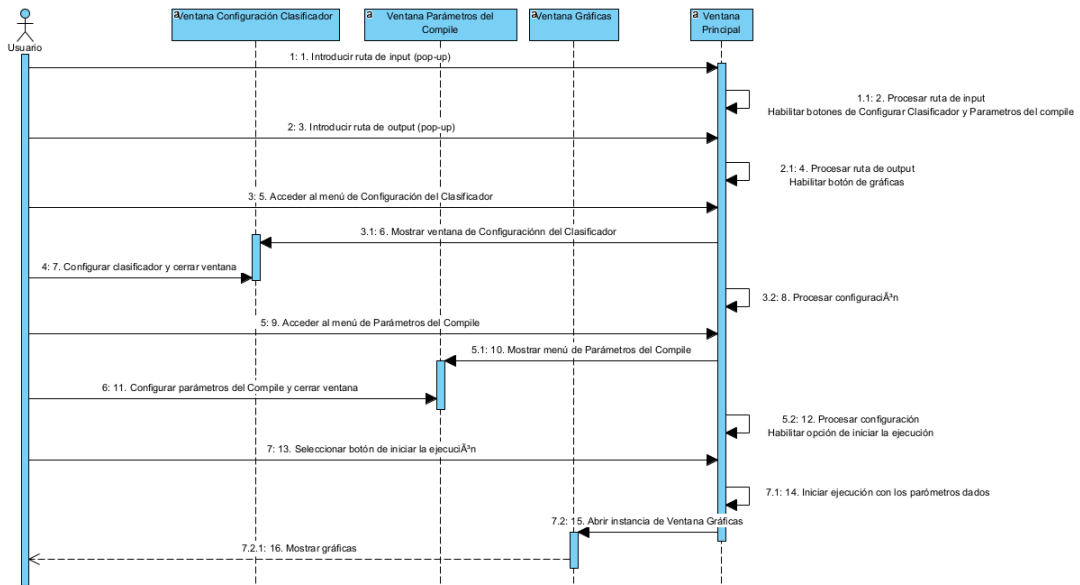 a
Ventana Configuración Clasificador
a
Ventana Parámetros del
Compile
a
Ventana Gráficas
a
Ventana
Principal
Usuario
1: 1. Introducir ruta de input (pop-up)
1.1: 2. Procesar ruta de input
Habilitar botones de Configurar Clasificador y Parametros del compile
2: 3. Introducir ruta de output (pop-up)
2.1: 4. Procesar ruta de output
Habilitar botón de gráficas
3: 5. Acceder al menú de Configuración del Clasificador
3.1: 6. Mostrar ventana de Configuraciónn del Clasificador
4: 7. Configurar clasificador y cerrar ventana
3.2: 8. Procesar configuraciÃ³n
5: 9. Acceder al menú de Parámetros del Compile
5.1: 10. Mostrar menú de Parámetros del Compile
6: 11. Configurar parámetros del Compile y cerrar ventana
5.2: 12. Procesar configuración
Habilitar opción de iniciar la ejecución
7: 13. Seleccionar botón de iniciar la ejecuciÃ³n
7.1: 14. Iniciar ejecución con los parómetros dados
7.2: 15. Abrir instancia de Ventana Gráficas
7.2.1: 16. Mostrar gráficas